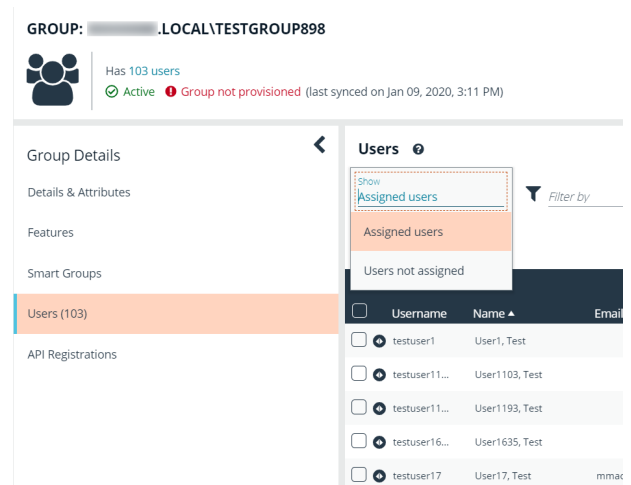 GROUP: .LOCAL\TESTGROUP898
Has 103 users
Active Group not provisioned (last synced on Jan 09, 2020, 3:11 PM)
Group Details
Details & Attributes
Features
Smart Groups
Users (103)
API Registrations
Users ?
Show
Assigned users
Filter by
Assigned users
Users not assigned
Username Name ▲ Email
testuser1 User1, Test
testuser11... User1103, Test
testuser11... User1193, Test
testuser16... User1635, Test
testuser17 User17, Test